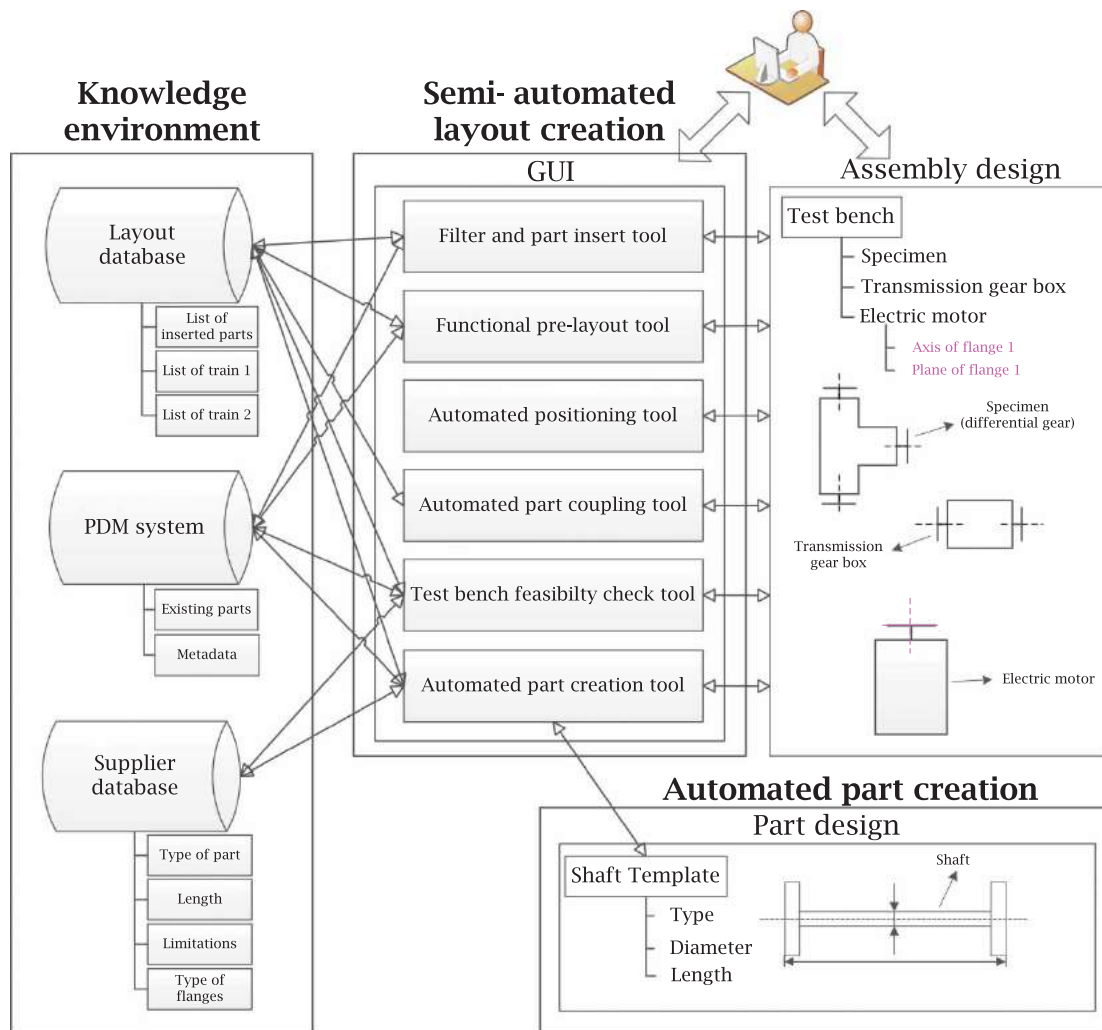 Knowledge
environment
Layout
database
List of
inserted parts
List of train 1
List of train 2
PDM system
Existing parts
Metadata
Supplier
database
Type of part
Length
Limitations
Type of
flanges
Semi- automated
layout creation
GUI
Filter and part insert tool
Functional pre-layout tool
Automated positioning tool
Automated part coupling tool
Test bench feasibilty check tool
Automated part creation tool
Assembly design
Test bench
Specimen
Transmission gear box
Electric motor
Axis of flange 1
Plane of flange 1
Specimen
(differential gear)
Transmission
gear box
Electric motor
Automated part creation
Part design
Shaft Template
Type
Diameter
Length
Shaft